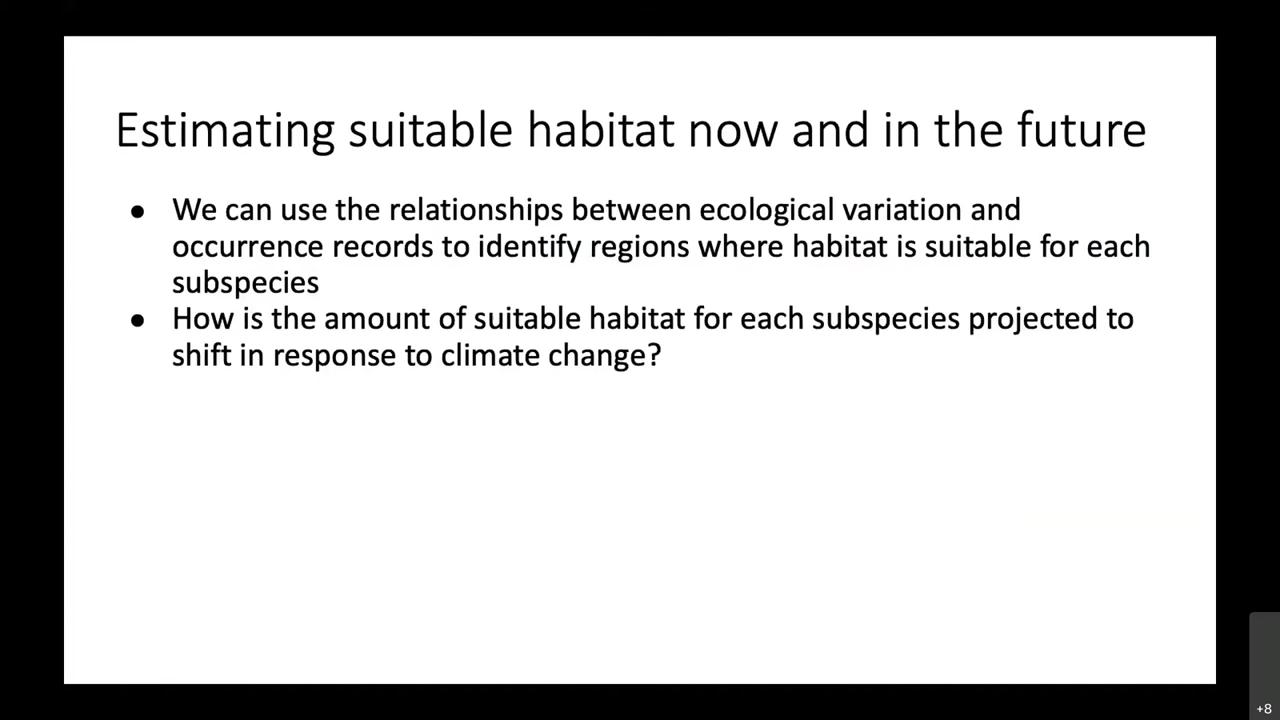 Estimating suitable habitat now and in the future
● We can use the relationships between ecological variation and
occurrence records to identify regions where habitat is suitable for each
subspecies
● How is the amount of suitable habitat for each subspecies projected to
shift in response to climate change?
+8